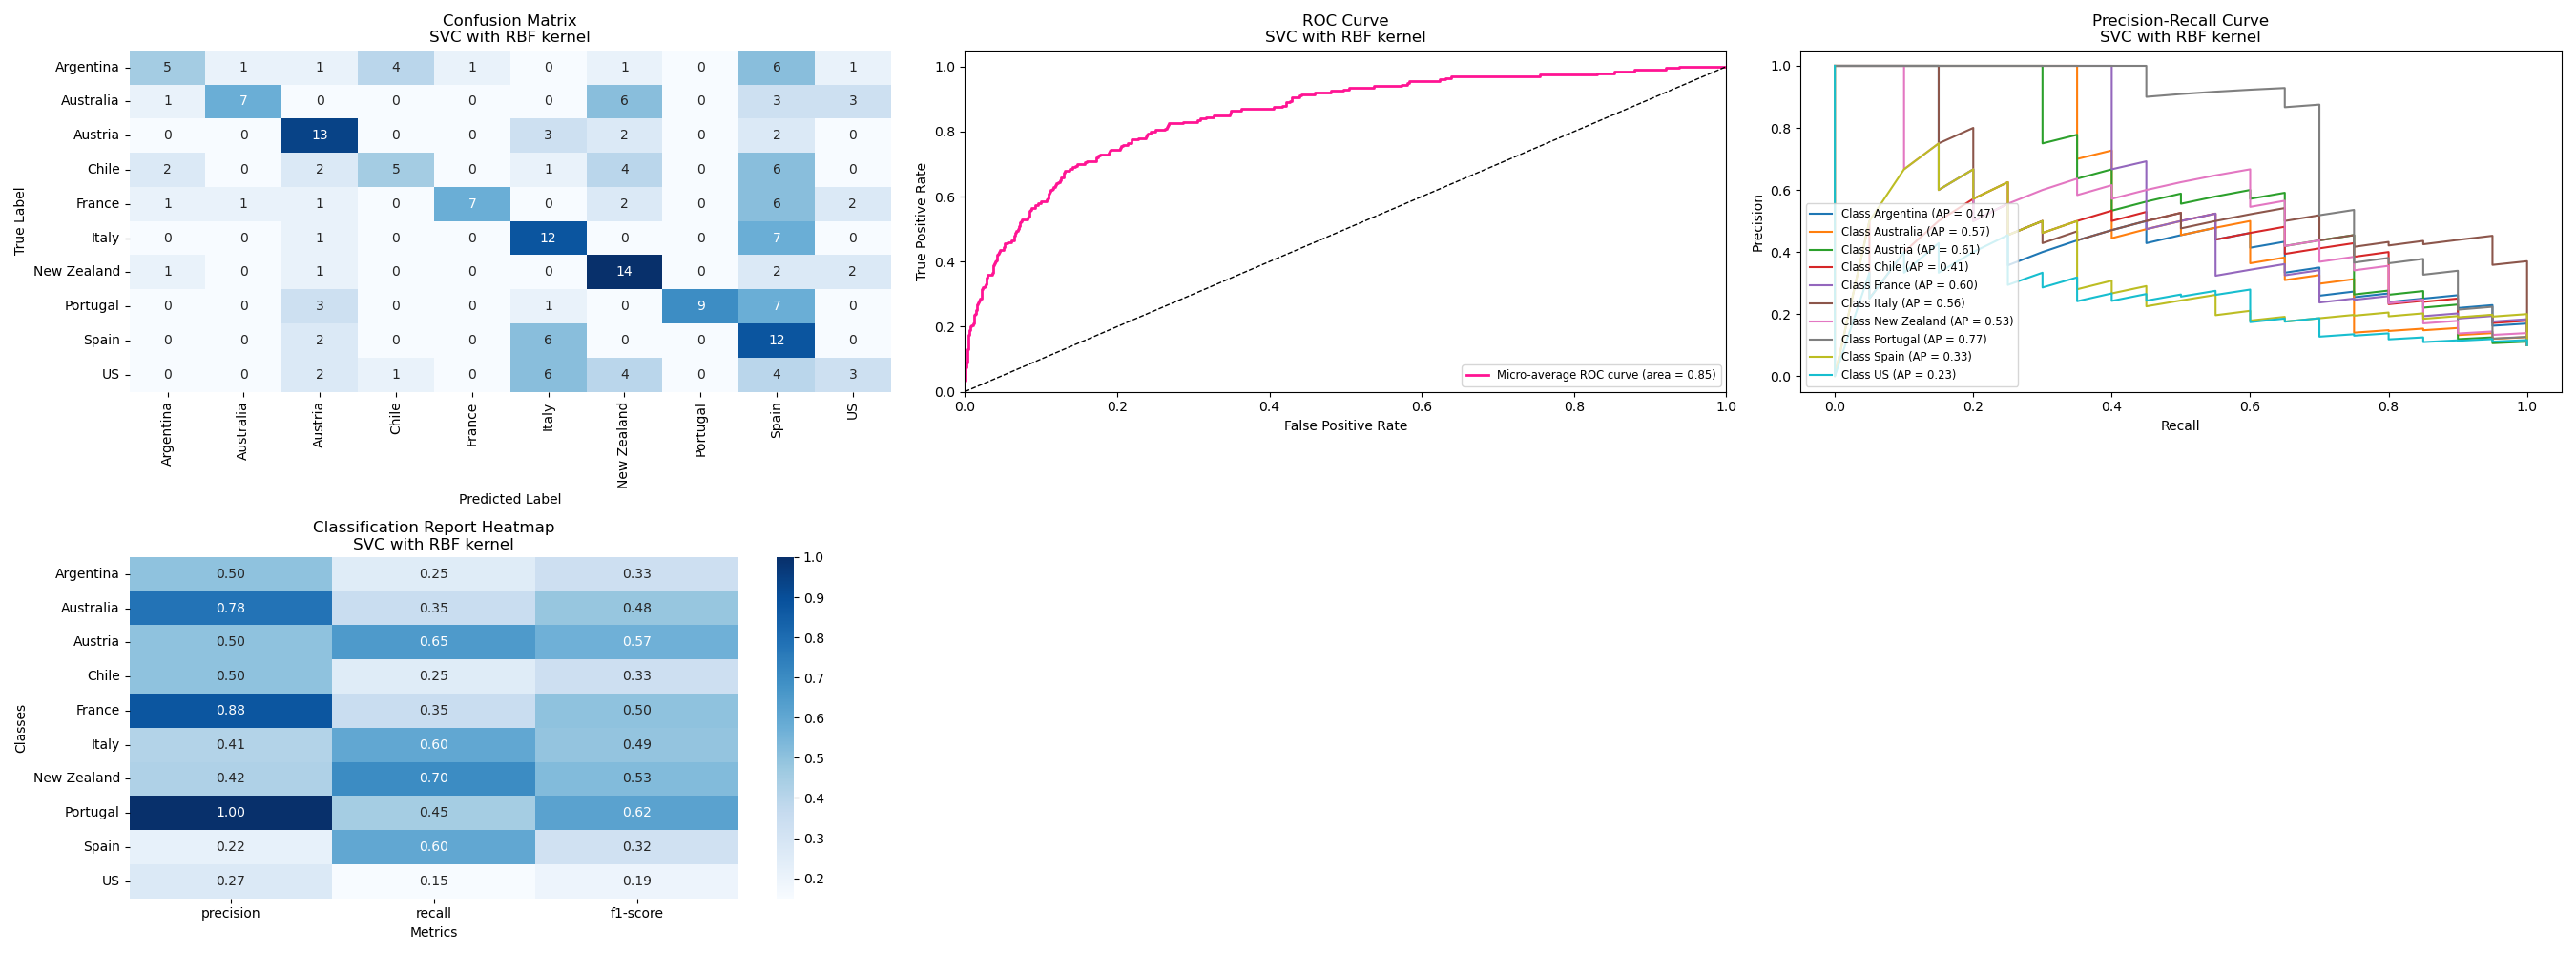 Confusion Matrix
SVC with RBF kernel
True Label
Argentina 5 1 1 4 1 0 1 0 6 1
Australia 1 7 0 0 0 0 6 0 3 3
Austria 0 0 13 0 0 3 2 0 2 0
Chile 2 0 2 5 0 1 4 0 6 0
France 1 1 1 0 7 0 2 0 6 2
Italy 0 0 1 0 0 12 0 0 7 0
New Zealand 1 0 1 0 0 0 14 0 2 2
Portugal 0 0 3 0 0 1 0 9 7 0
Spain 0 0 2 0 0 6 0 0 12 0
US 0 0 2 1 0 6 4 0 4 3
Argentina Australia Austria Chile France Italy New Zealand Portugal Spain US
Predicted Label
ROC Curve
SVC with RBF kernel
True Positive Rate
1.0
0.8
0.6
0.4
0.2
0.0
Micro-average ROC curve (area = 0.85)
0.0 0.2 0.4 0.6 0.8 1.0
False Positive Rate
Precision-Recall Curve
SVC with RBF kernel
Precision
1.0
0.8
0.6
0.4
0.2
0.0
Class Argentina (AP = 0.47)
Class Australia (AP = 0.57)
Class Austria (AP = 0.61)
Class Chile (AP = 0.41)
Class France (AP = 0.60)
Class Italy (AP = 0.56)
Class New Zealand (AP = 0.53)
Class Portugal (AP = 0.77)
Class Spain (AP = 0.33)
Class US (AP = 0.23)
0.0 0.2 0.4 0.6 0.8 1.0
Recall
Classification Report Heatmap
SVC with RBF kernel
Classes
Argentina 0.50 0.25 0.33
Australia 0.78 0.35 0.48
Austria 0.50 0.65 0.57
Chile 0.50 0.25 0.33
France 0.88 0.35 0.50
Italy 0.41 0.60 0.49
New Zealand 0.42 0.70 0.53
Portugal 1.00 0.45 0.62
Spain 0.22 0.60 0.32
US 0.27 0.15 0.19
precision recall f1-score
Metrics
1.0
0.9
0.8
0.7
0.6
0.5
0.4
0.3
0.2